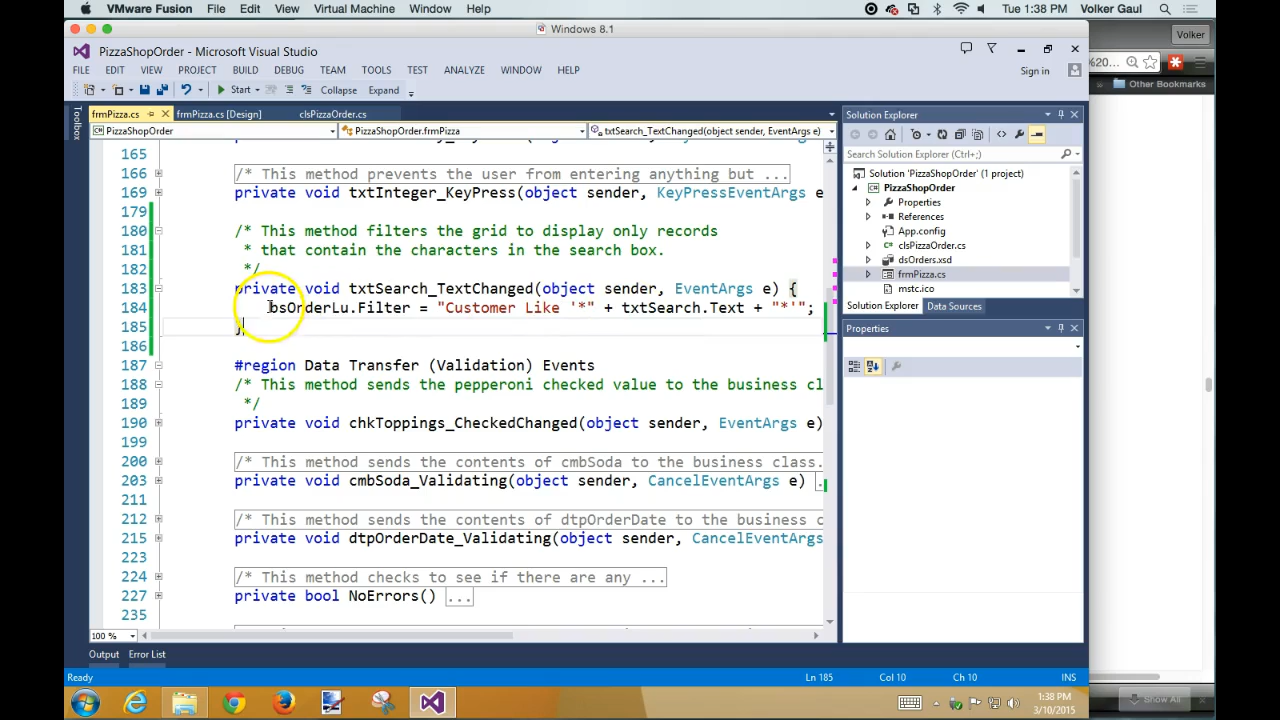 VMware Fusion File Edit View Virtual Machine Window Help Tue 1:38 PM Volker Gaul
Windows 8.1
Volker
PizzaShopOrder - Microsoft Visual Studio
FILE EDIT VIEW PROJECT BUILD DEBUG TEAM TOOLS TEST ANALYZE WINDOW HELP Sign in
%20...
Start Collapse Expand
» Other Bookmarks
Toolbox
frmPizza.cs frmPizza.cs [Design] clsPizzaOrder.cs
PizzaShopOrder PizzaShopOrder.frmPizza txtSearch_TextChanged(object sender, EventArgs e)
165
166 /* This method prevents the user from entering anything but ...
169 private void txtInteger_KeyPress(object sender, KeyPressEventArgs e
179
180 /* This method filters the grid to display only records
181 * that contain the characters in the search box.
182 */
183 private void txtSearch_TextChanged(object sender, EventArgs e) {
184 bsOrderLu.Filter = "Customer Like '*" + txtSearch.Text + "*'";
185 }
186
187 #region Data Transfer (Validation) Events
188 /* This method sends the pepperoni checked value to the business cl
189 */
190 private void chkToppings_CheckedChanged(object sender, EventArgs e)
199
200 /* This method sends the contents of cmbSoda to the business class.
203 private void cmbSoda_Validating(object sender, CancelEventArgs e)
211
212 /* This method sends the contents of dtpOrderDate to the business c
215 private void dtpOrderDate_Validating(object sender, CancelEventArgs
223
224 /* This method checks to see if there are any ...
227 private bool NoErrors() ...
235
100 %
Solution Explorer
Search Solution Explorer (Ctrl+;)
Solution 'PizzaShopOrder' (1 project)
PizzaShopOrder
Properties
References
App.config
clsPizzaOrder.cs
dsOrders.xsd
frmPizza.cs
mstc.ico
Solution Explorer Data Sources
Properties
Output Error List
Ready Ln 185 Col 10 Ch 10 INS
1:38 PM
3/10/2015
Show All